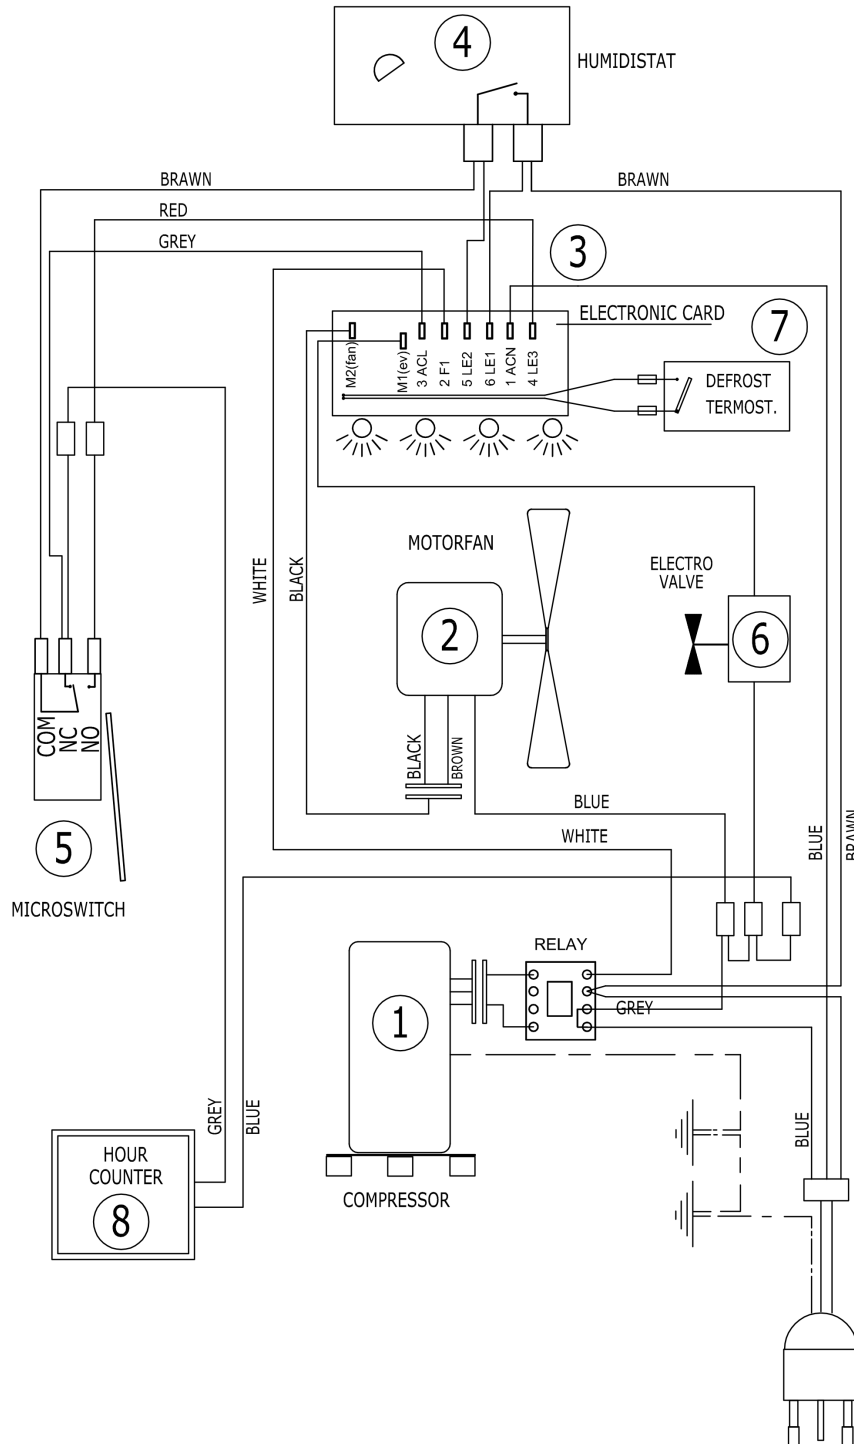 4
HUMIDISTAT
BRAWN
BRAWN
RED
GREY
3
ELECTRONIC CARD
7
M2(fan)
M1(ev)
3 ACL
2 F1
5 LE2
6 LE1
1 ACN
4 LE3
DEFROST
TERMOST.
WHITE
BLACK
MOTORFAN
2
ELECTRO
VALVE
6
COM
NC
NO
BLACK
BROWN
BLUE
WHITE
BLUE
BRAWN
5
MICROSWITCH
RELAY
GREY
1
COMPRESSOR
GREY
BLUE
BLUE
HOUR
COUNTER
8